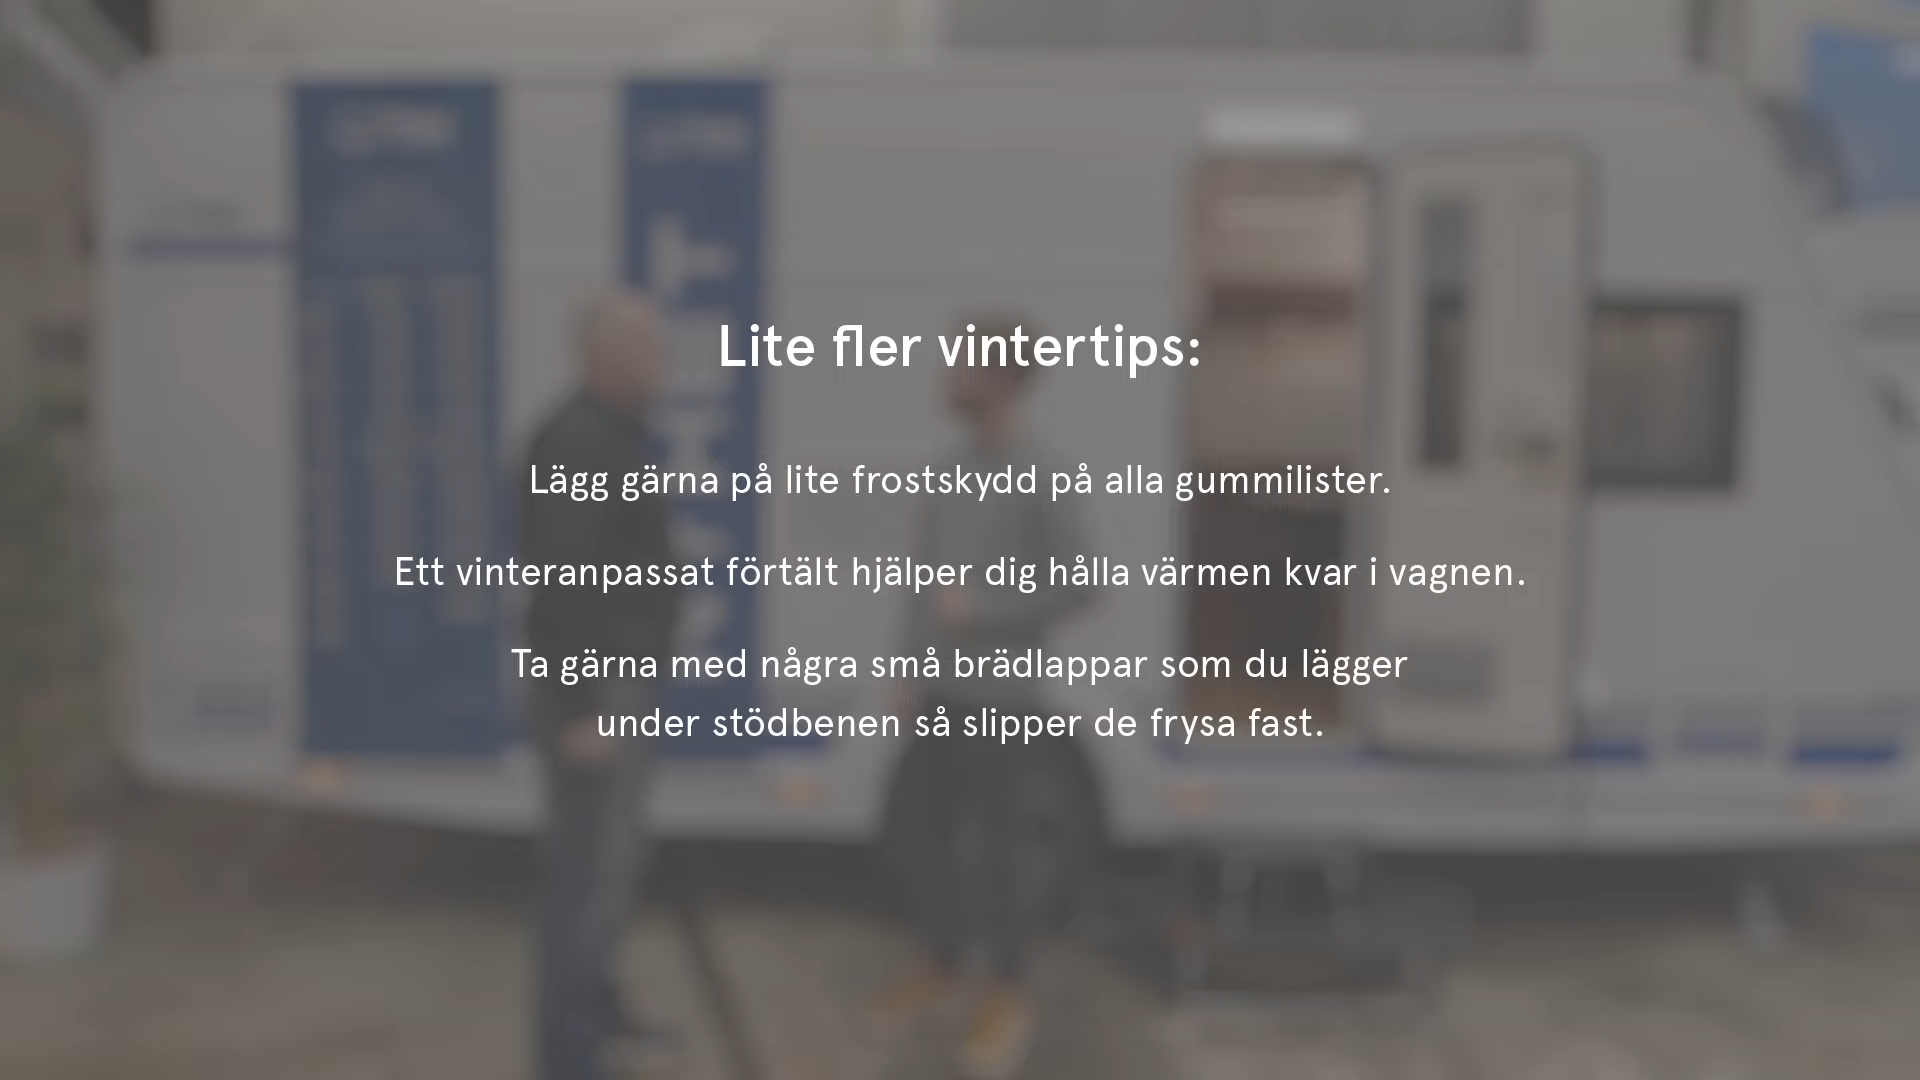 Lite fler vintertips:
Lägg gärna på lite frostskydd på alla gummilister.
Ett vinteranpassat förtält hjälper dig hålla värmen kvar i vagnen.
Ta gärna med några små brädlappar som du lägger
under stödbenen så slipper de frysa fast.